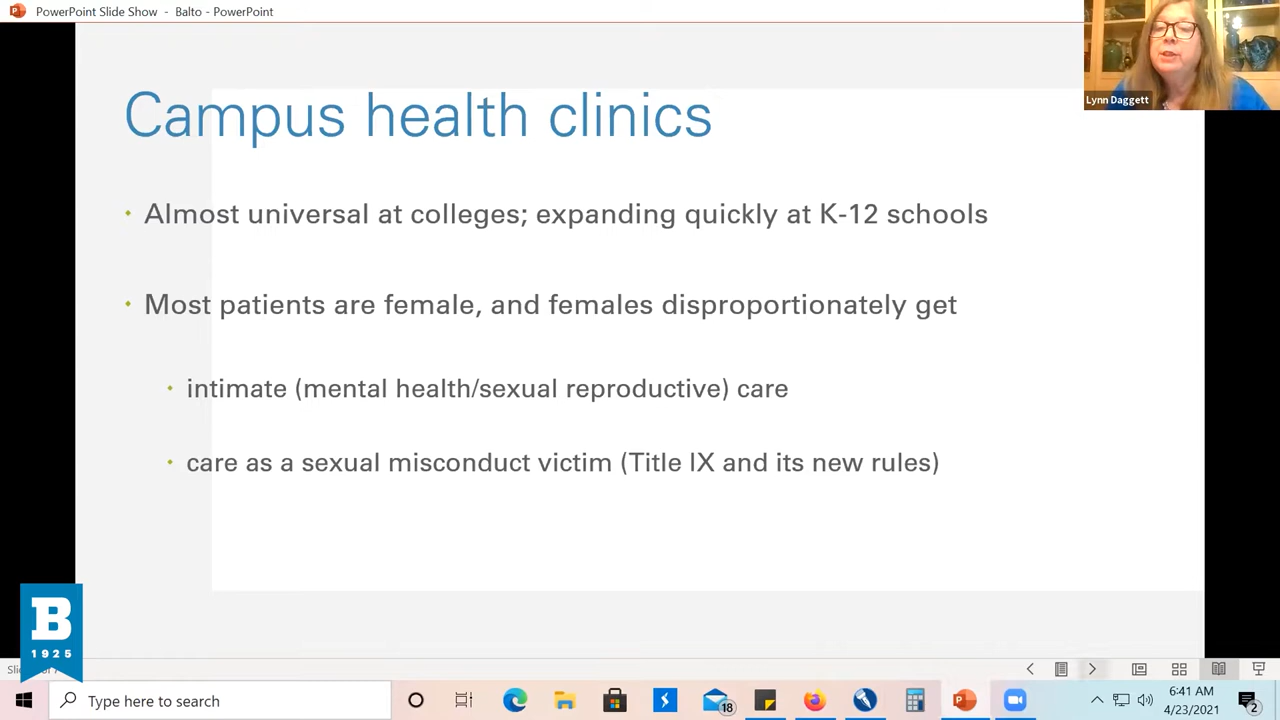 PowerPoint Slide Show - Balto - PowerPoint
Lynn Daggett
Campus health clinics
Almost universal at colleges; expanding quickly at K-12 schools
Most patients are female, and females disproportionately get
intimate (mental health/sexual reproductive) care
care as a sexual misconduct victim (Title IX and its new rules)
B
1925
Type here to search
18
6:41 AM
4/23/2021
2